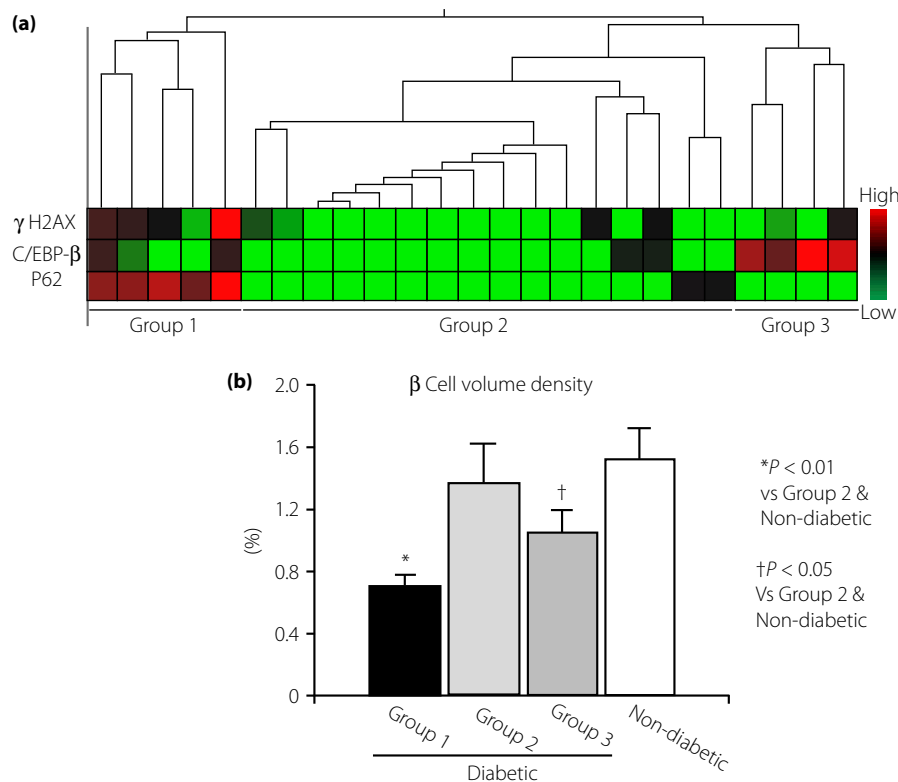 (a)
γ H2AX
C/EBP-β
P62
High
Low
Group 1
Group 2
Group 3
(b)
β Cell volume density
2.0
1.6
1.2
0.8
0.4
0
(%)
*
†
Group 1
Group 2
Group 3
Non-diabetic
Diabetic
*P < 0.01
vs Group 2 &
Non-diabetic
†P < 0.05
Vs Group 2 &
Non-diabetic